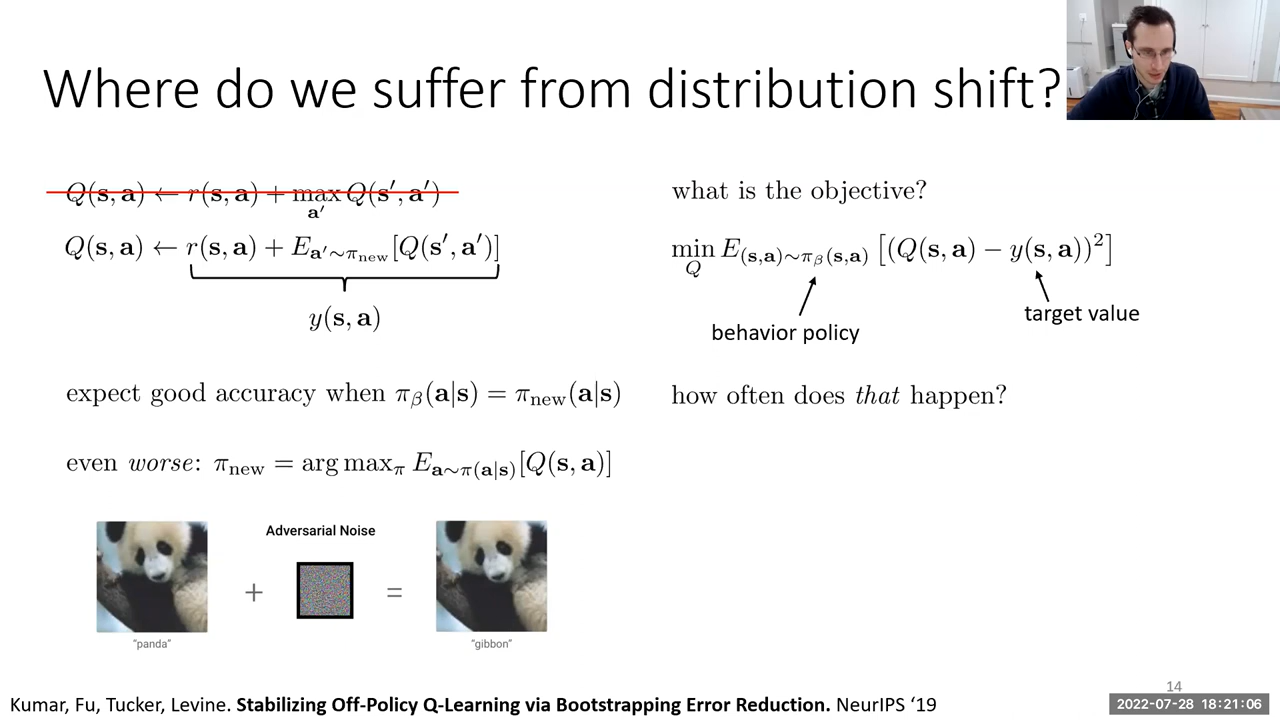 Where do we suffer from distribution shift?
Q(s, a) ← r(s, a) + max_{a′} Q(s′, a′)
Q(s, a) ← r(s, a) + E_{a′∼π_new}[Q(s′, a′)]
y(s, a)
what is the objective?
min_Q E_{(s,a)∼π_β(s,a)} [(Q(s, a) − y(s, a))²]
behavior policy
target value
expect good accuracy when π_β(a|s) = π_new(a|s)
how often does that happen?
even worse: π_new = arg max_π E_{a∼π(a|s)}[Q(s, a)]
Adversarial Noise
+
=
"panda"
"gibbon"
14
Kumar, Fu, Tucker, Levine. Stabilizing Off-Policy Q-Learning via Bootstrapping Error Reduction. NeurIPS ‘19
2022-07-28 18:21:06